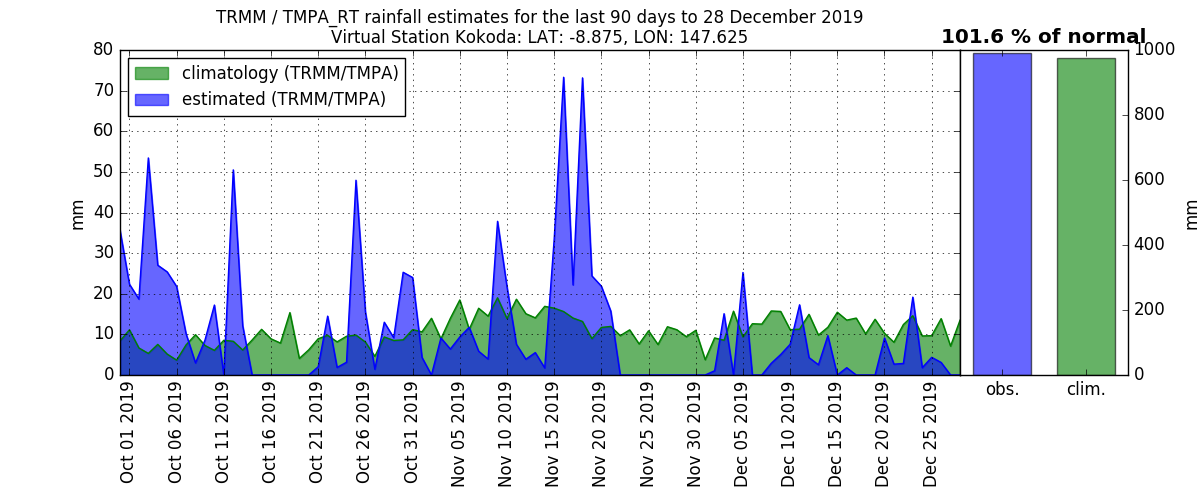 TRMM / TMPA_RT rainfall estimates for the last 90 days to 28 December 2019
Virtual Station Kokoda: LAT: -8.875, LON: 147.625
101.6 % of normal
climatology (TRMM/TMPA)
estimated (TRMM/TMPA)
mm
80
70
60
50
40
30
20
10
0
Oct 01 2019
Oct 06 2019
Oct 11 2019
Oct 16 2019
Oct 21 2019
Oct 26 2019
Oct 31 2019
Nov 05 2019
Nov 10 2019
Nov 15 2019
Nov 20 2019
Nov 25 2019
Nov 30 2019
Dec 05 2019
Dec 10 2019
Dec 15 2019
Dec 20 2019
Dec 25 2019
obs.
clim.
1000
800
600
400
200
0
mm